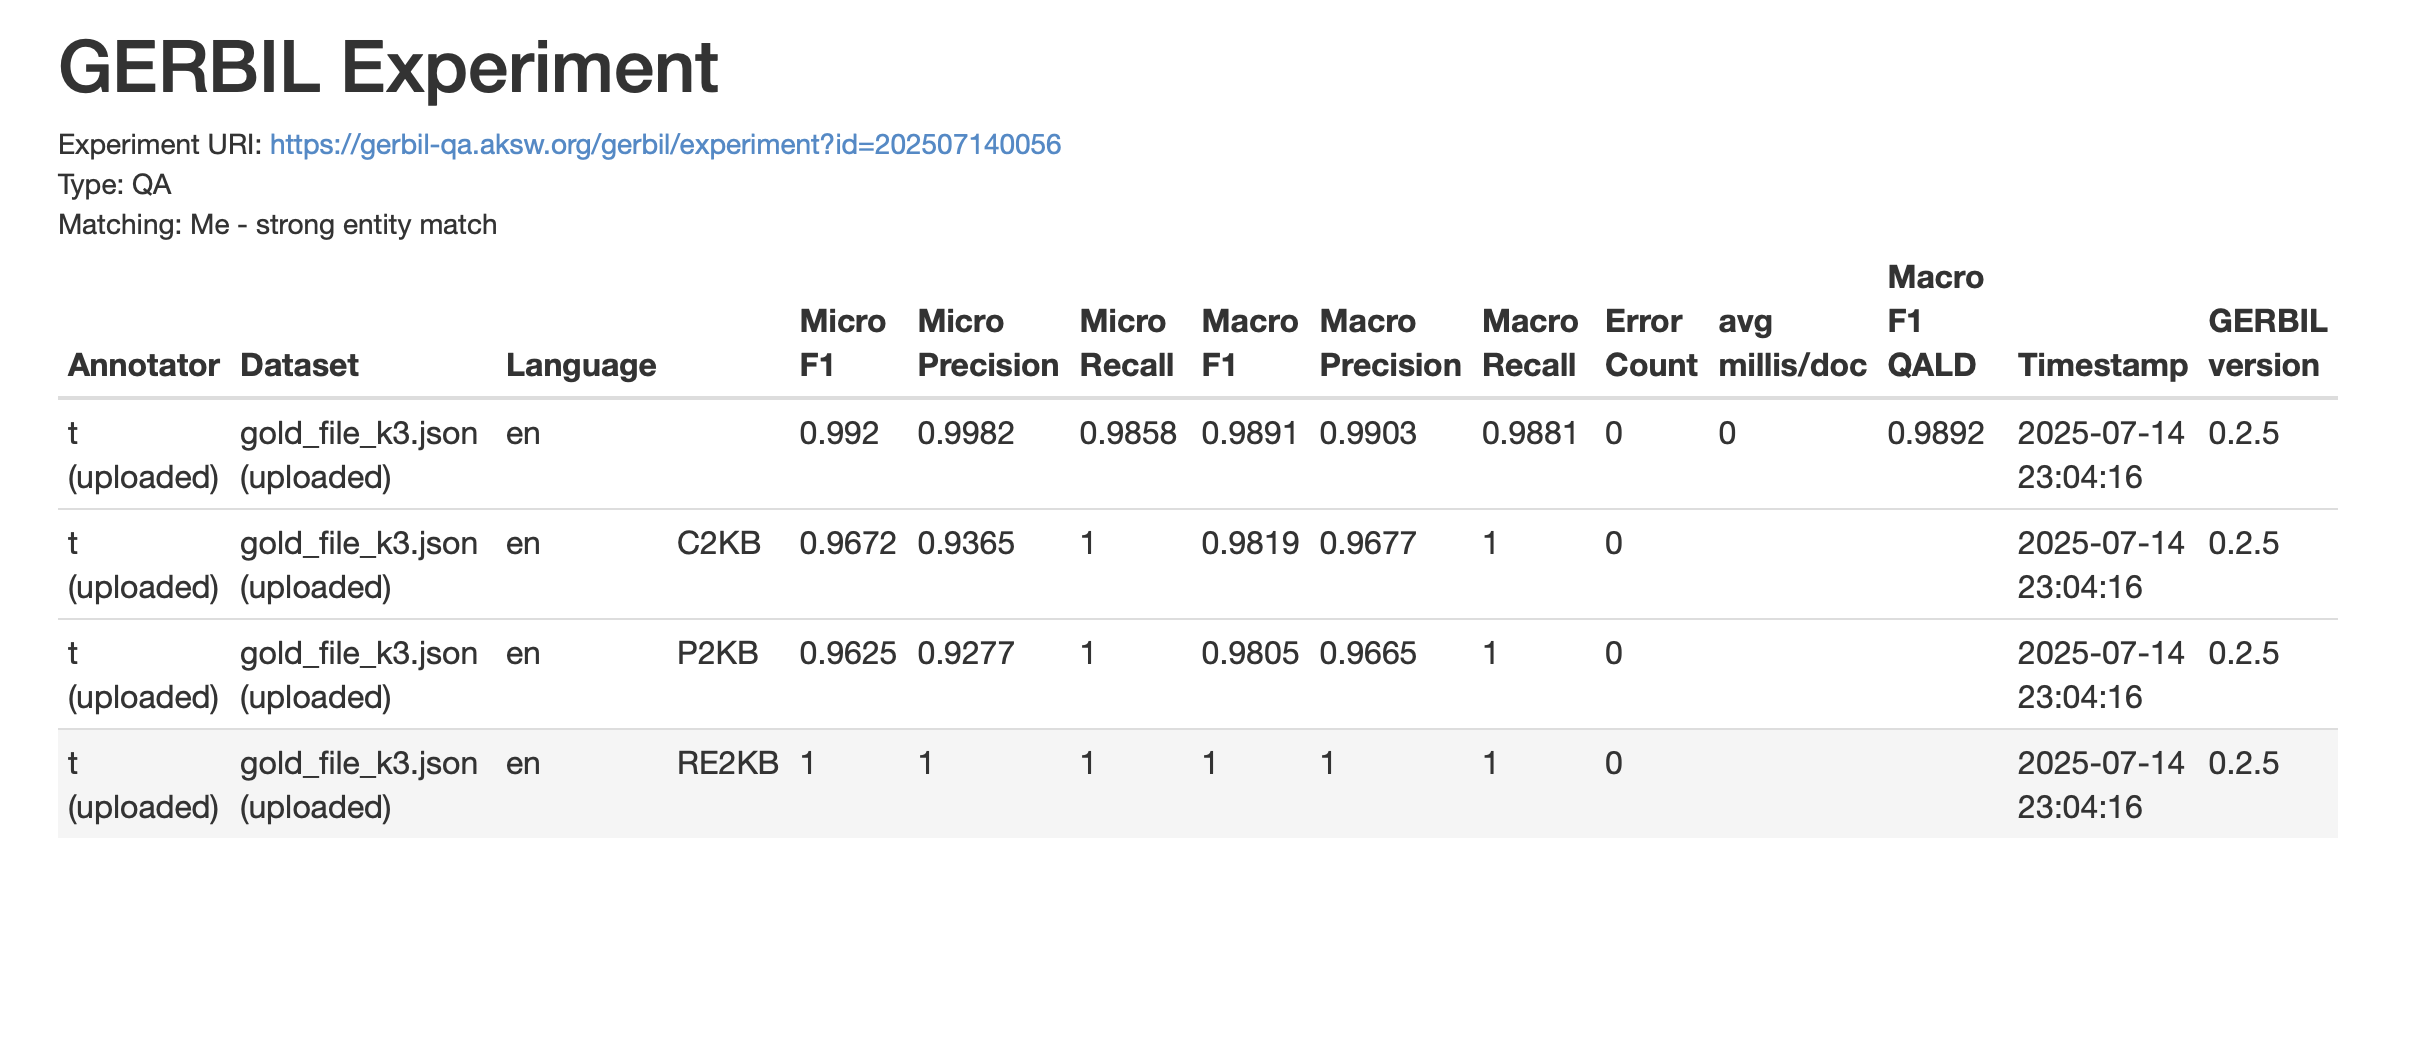 GERBIL Experiment
Experiment URI: https://gerbil-qa.aksw.org/gerbil/experiment?id=202507140056
Type: QA
Matching: Me - strong entity match
Annotator Dataset Language Micro F1 Micro Precision Micro Recall Macro F1 Macro Precision Macro Recall Error Count avg millis/doc Macro F1 QALD Timestamp GERBIL version
t (uploaded) gold_file_k3.json (uploaded) en 0.992 0.9982 0.9858 0.9891 0.9903 0.9881 0 0 0.9892 2025-07-14 23:04:16 0.2.5
t (uploaded) gold_file_k3.json (uploaded) en C2KB 0.9672 0.9365 1 0.9819 0.9677 1 0 2025-07-14 23:04:16 0.2.5
t (uploaded) gold_file_k3.json (uploaded) en P2KB 0.9625 0.9277 1 0.9805 0.9665 1 0 2025-07-14 23:04:16 0.2.5
t (uploaded) gold_file_k3.json (uploaded) en RE2KB 1 1 1 1 1 1 0 2025-07-14 23:04:16 0.2.5